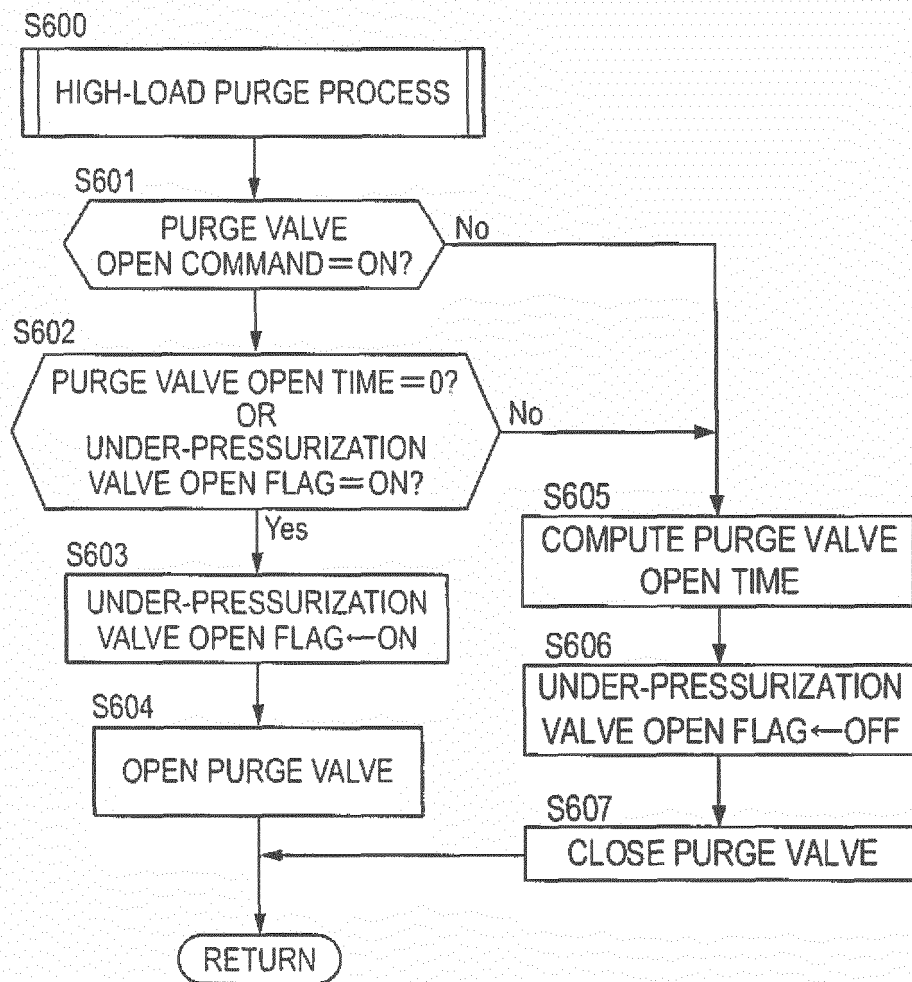 S600
HIGH-LOAD PURGE PROCESS
S601
PURGE VALVE
OPEN COMMAND=ON?
No
S602
PURGE VALVE OPEN TIME=0?
OR
UNDER-PRESSURIZATION
VALVE OPEN FLAG=ON?
No
Yes
S603
UNDER-PRESSURIZATION
VALVE OPEN FLAG←ON
S604
OPEN PURGE VALVE
S605
COMPUTE PURGE VALVE
OPEN TIME
S606
UNDER-PRESSURIZATION
VALVE OPEN FLAG←OFF
S607
CLOSE PURGE VALVE
RETURN